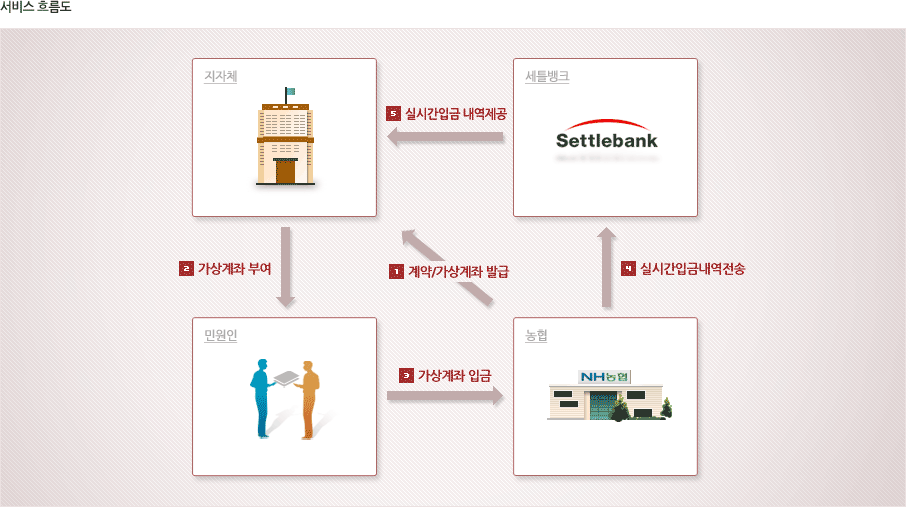 서비스 흐름도
지자체
세틀뱅크
5 실시간입금 내역제공
Settlebank
2 가상계좌 부여
1 계약/가상계좌 발급
4 실시간입금내역전송
민원인
농협
3 가상계좌 입금
NH농협